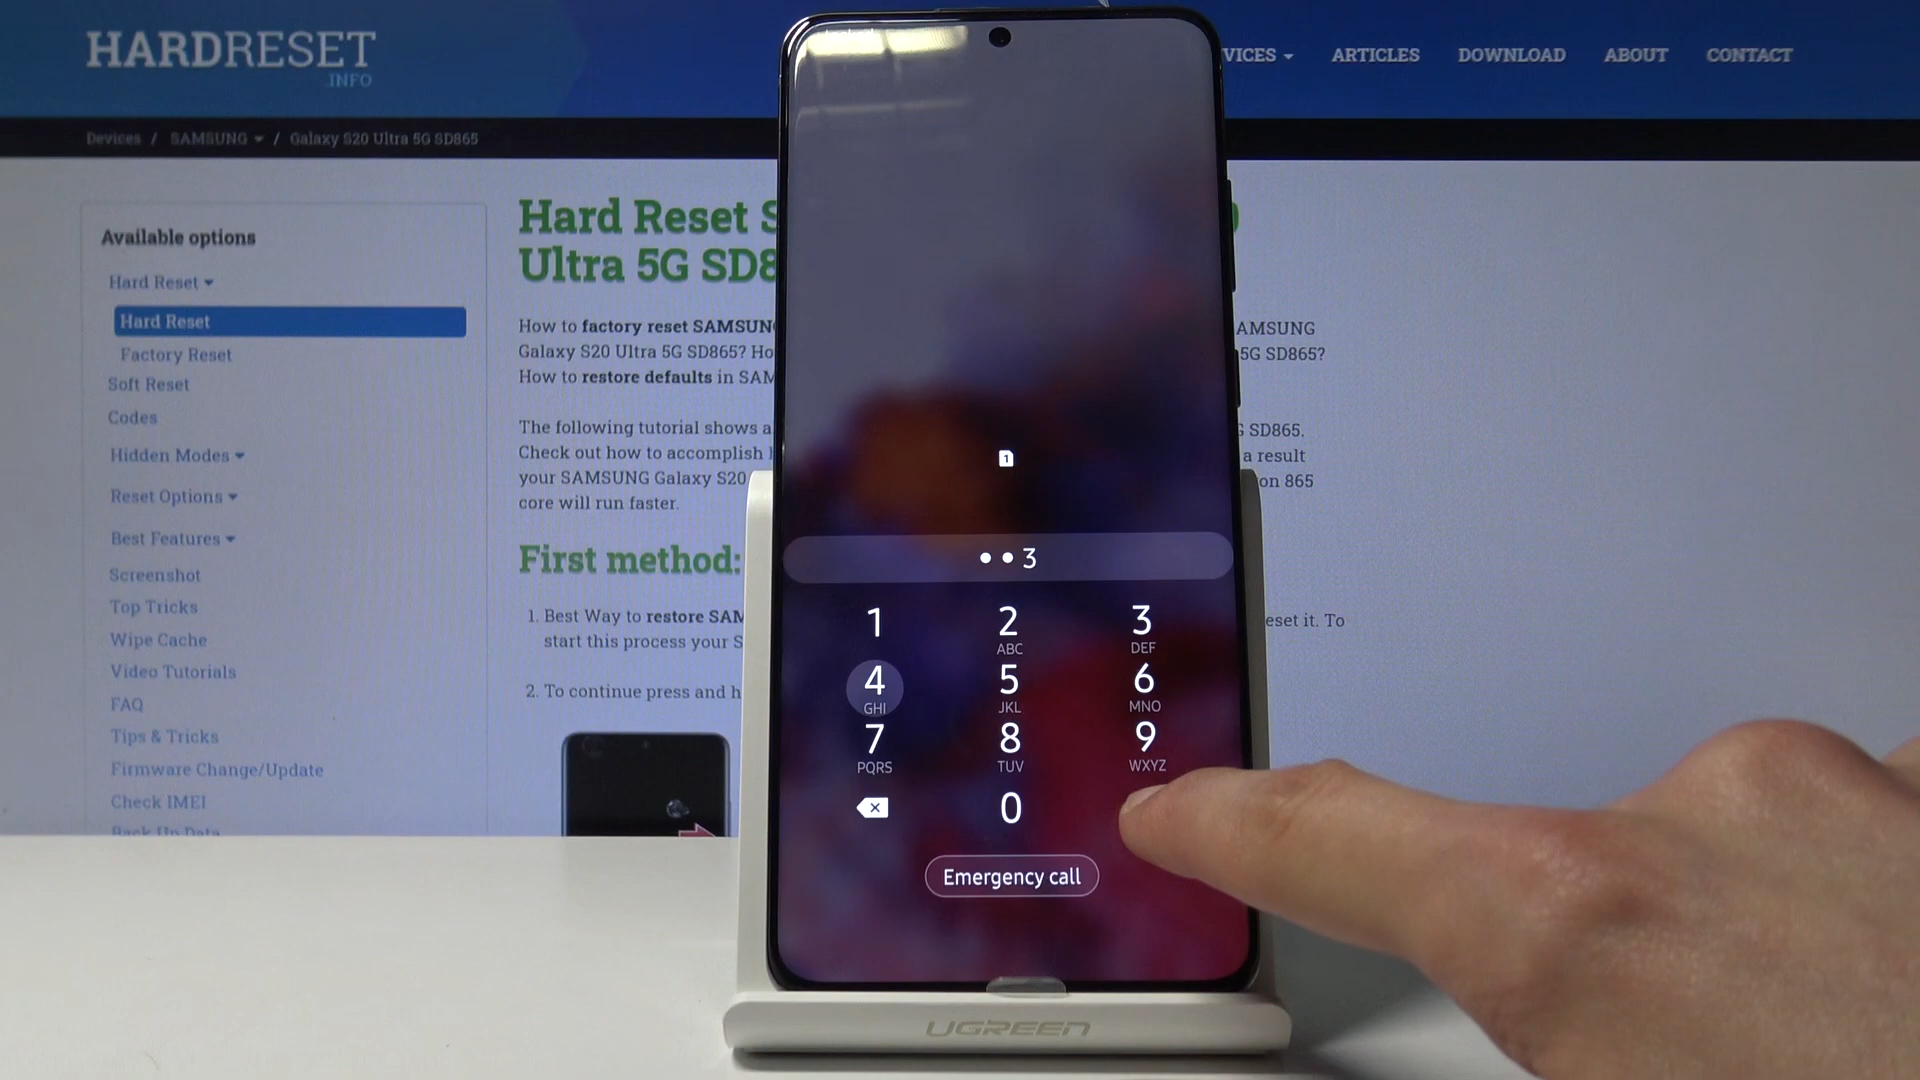 HARDRESET
.INFO
VICES ARTICLES DOWNLOAD ABOUT CONTACT
Devices / SAMSUNG / Galaxy S20 Ultra 5G SD865
Available options
Hard Reset
Hard Reset
Factory Reset
Soft Reset
Codes
Hidden Modes
Reset Options
Best Features
Screenshot
Top Tricks
Wipe Cache
Video Tutorials
FAQ
Tips & Tricks
Firmware Change/Update
Check IMEI
Back Up Data
Hard Reset S
Ultra 5G SD8
How to factory reset SAMSUN AMSUNG
Galaxy S20 Ultra 5G SD865? Ho 5G SD865?
How to restore defaults in SAM
The following tutorial shows a G SD865.
Check out how to accomplish a result
your SAMSUNG Galaxy S20 on 865
core will run faster.
First method:
1. Best Way to restore SAM eset it. To
start this process your S
2. To continue press and h
1
••3
1 2 3
ABC DEF
4 5 6
GHI JKL MNO
7 8 9
PQRS TUV WXYZ
0
Emergency call
UGREEN